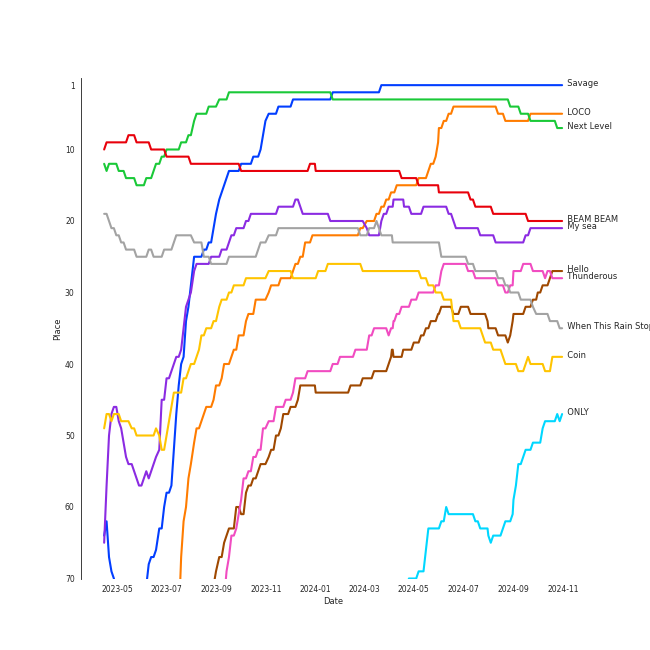 1
10
20
30
40
50
60
70
Place
2023-05
2023-07
2023-09
2023-11
2024-01
2024-03
2024-05
2024-07
2024-09
2024-11
Date
Savage
LOCO
Next Level
BEAM BEAM
My sea
Hello
Thunderous
When This Rain Stop
Coin
ONLY